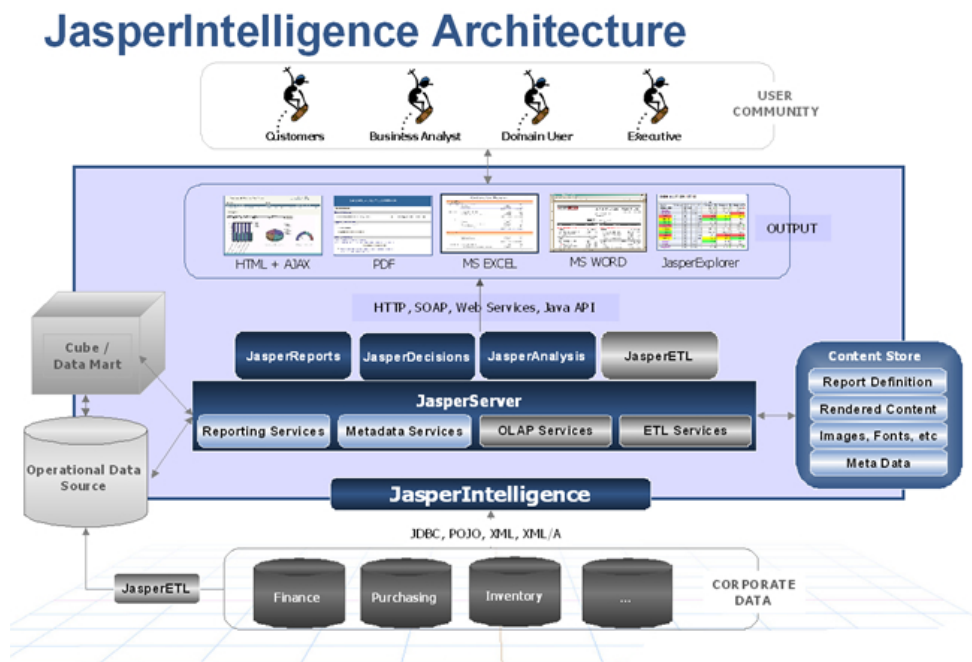 JasperIntelligence Architecture
USER
COMMUNITY
Customers
Business Analyst
Domain User
Executive
OUTPUT
HTML + AJAX
PDF
MS EXCEL
MS WORD
JasperExplorer
HTTP, SOAP, Web Services, Java API
Cube /
Data Mart
JasperReports
JasperDecisions
JasperAnalysis
JasperETL
JasperServer
Reporting Services
Metadata Services
OLAP Services
ETL Services
Content Store
Report Definition
Rendered Content
Images, Fonts, etc
Meta Data
Operational Data
Source
JasperIntelligence
JDBC, POJO, XML, XML/A
JasperETL
Finance
Purchasing
Inventory
...
CORPORATE
DATA